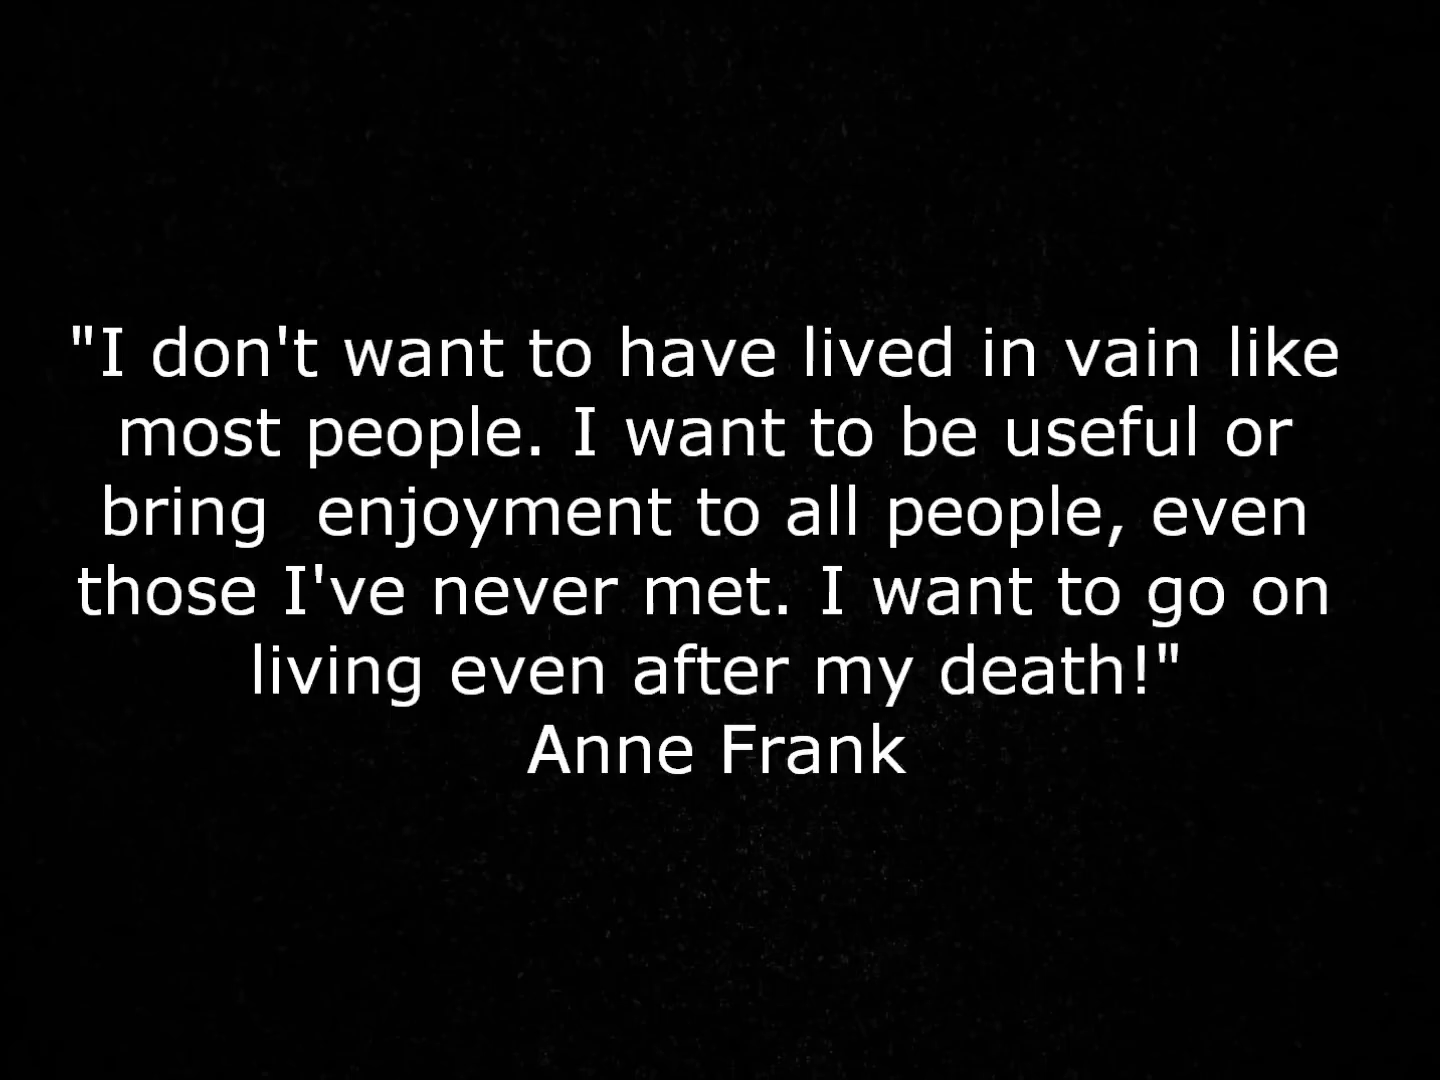 "I don't want to have lived in vain like
most people. I want to be useful or
bring  enjoyment to all people, even
those I've never met. I want to go on
living even after my death!"
Anne Frank